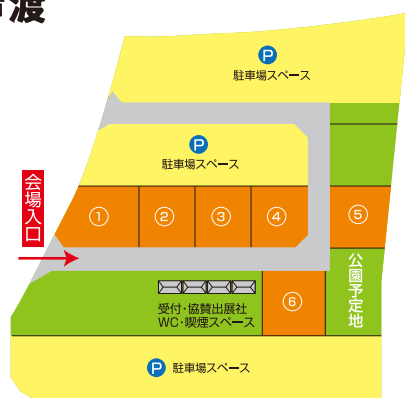 渡
P
駐車場スペース
P
駐車場スペース
会場入口
①
②
③
④
⑤
公園予定地
受付・協賛出展社
WC・喫煙スペース
⑥
P 駐車場スペース